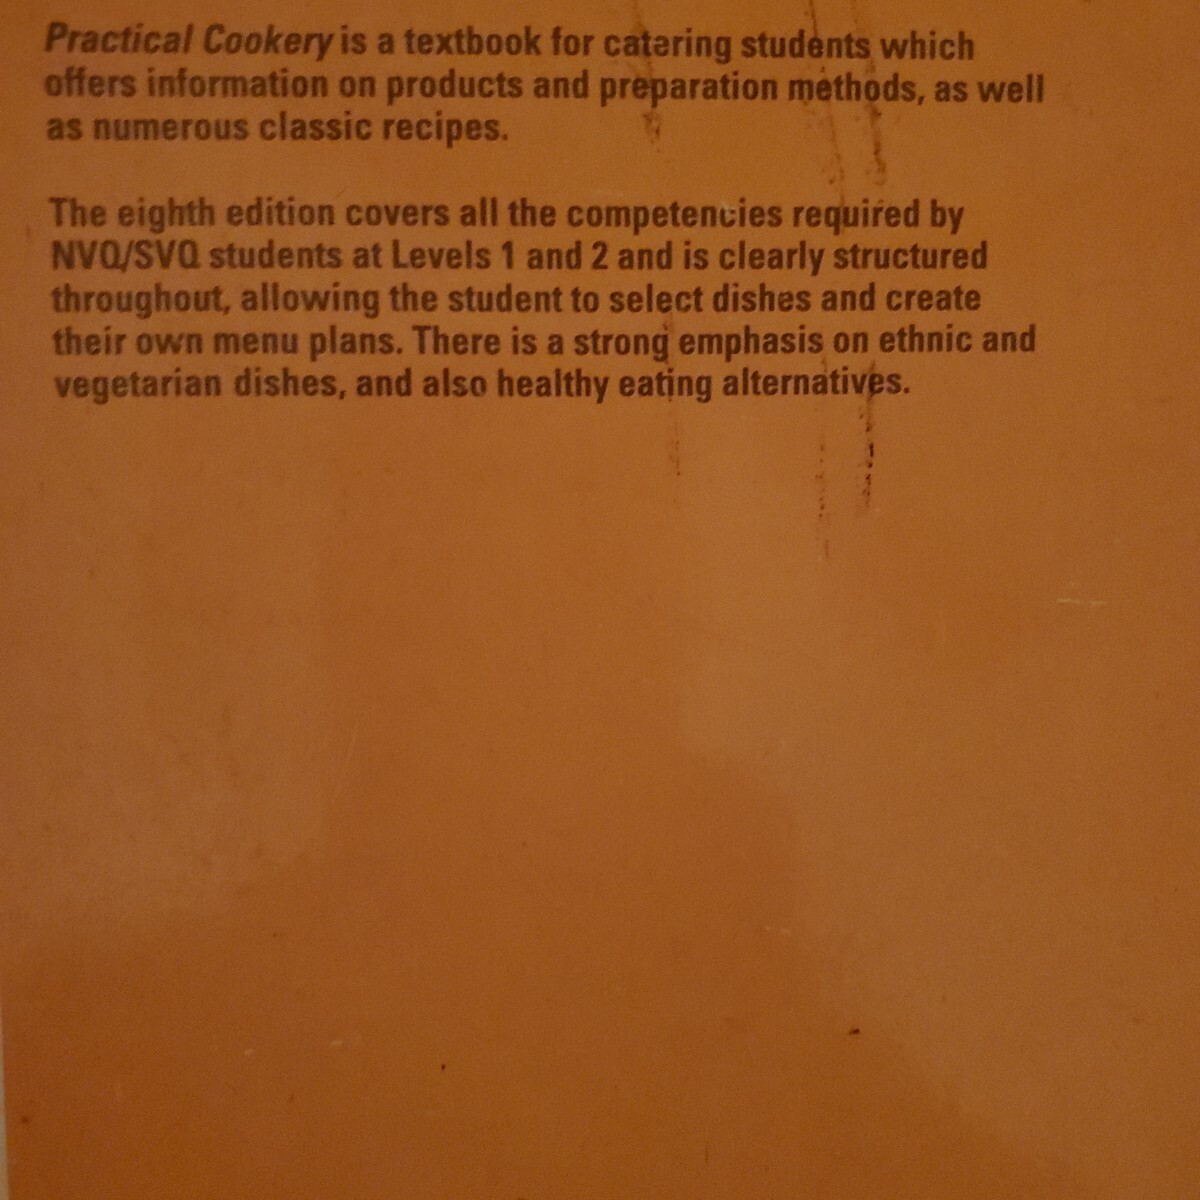 Practical Cookery is a textbook for catering students which
offers information on products and preparation methods, as well
as numerous classic recipes.
The eighth edition covers all the competencies required by
NVQ/SVQ students at Levels 1 and 2 and is clearly structured
throughout, allowing the student to select dishes and create
their own menu plans. There is a strong emphasis on ethnic and
vegetarian dishes, and also healthy eating alternatives.